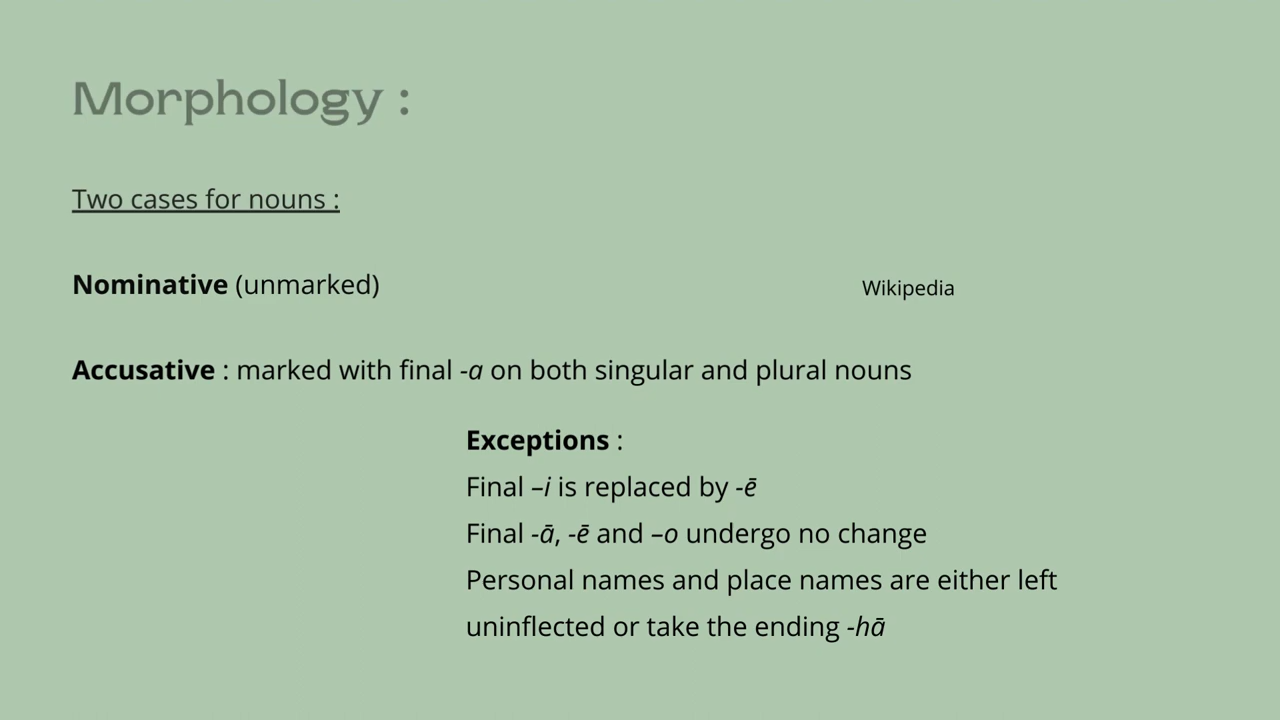 Morphology :
Two cases for nouns :
Nominative (unmarked)
Wikipedia
Accusative : marked with final -a on both singular and plural nouns
Exceptions :
Final –i is replaced by -ē
Final -ā, -ē and –o undergo no change
Personal names and place names are either left
uninflected or take the ending -hā